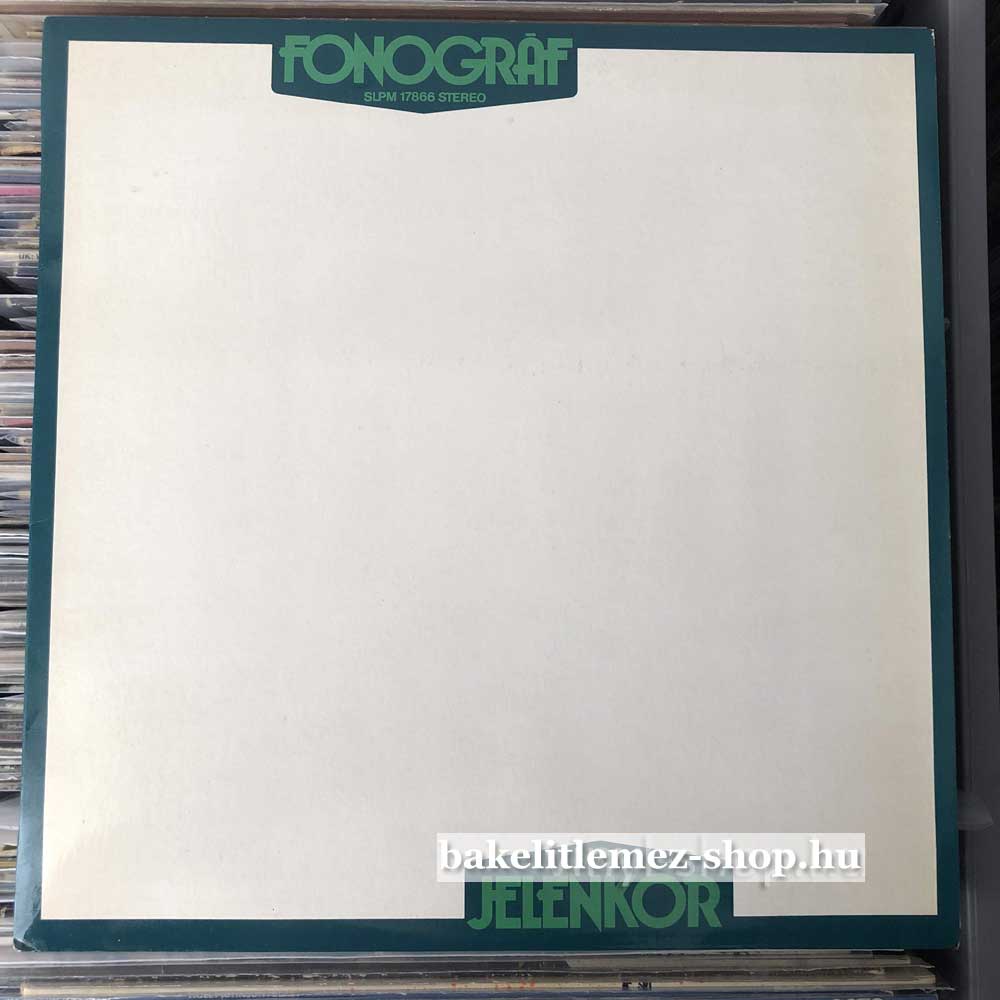 FONOGRÁF
SLPM 17866 STEREO
bakelitlemez-shop.hu
JELENKOR